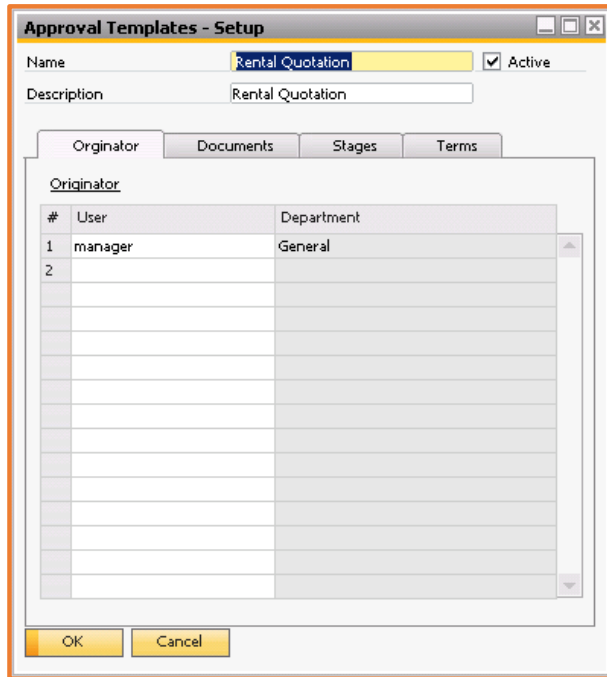 Approval Templates - Setup
Name Rental Quotation Active
Description Rental Quotation
Orginator Documents Stages Terms
Originator
# User Department
1 manager General
2
OK Cancel